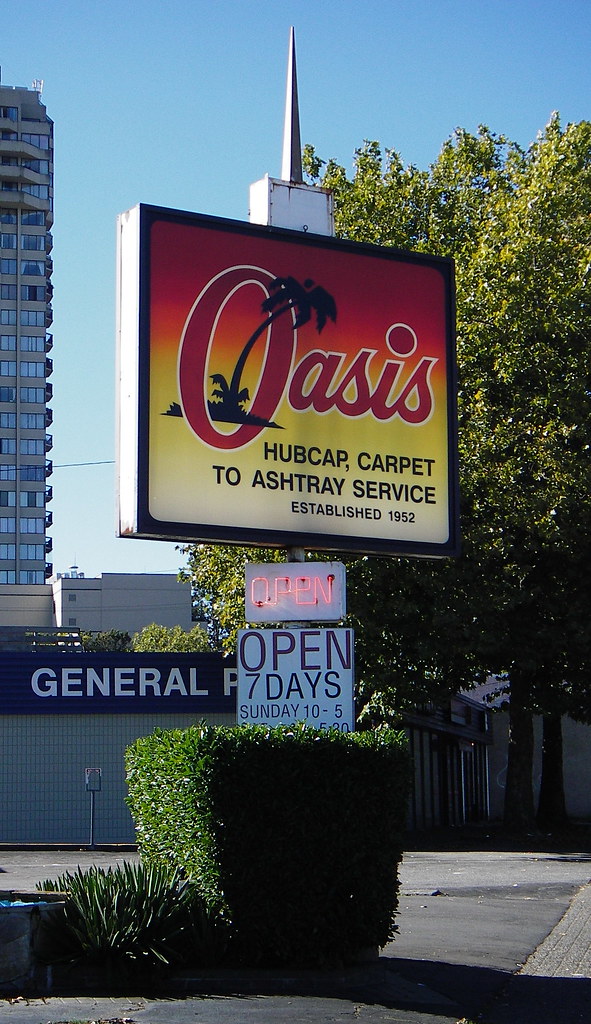 Oasis
HUBCAP, CARPET
TO ASHTRAY SERVICE
ESTABLISHED 1952
OPEN
OPEN
7 DAYS
SUNDAY 10 - 5
GENERAL